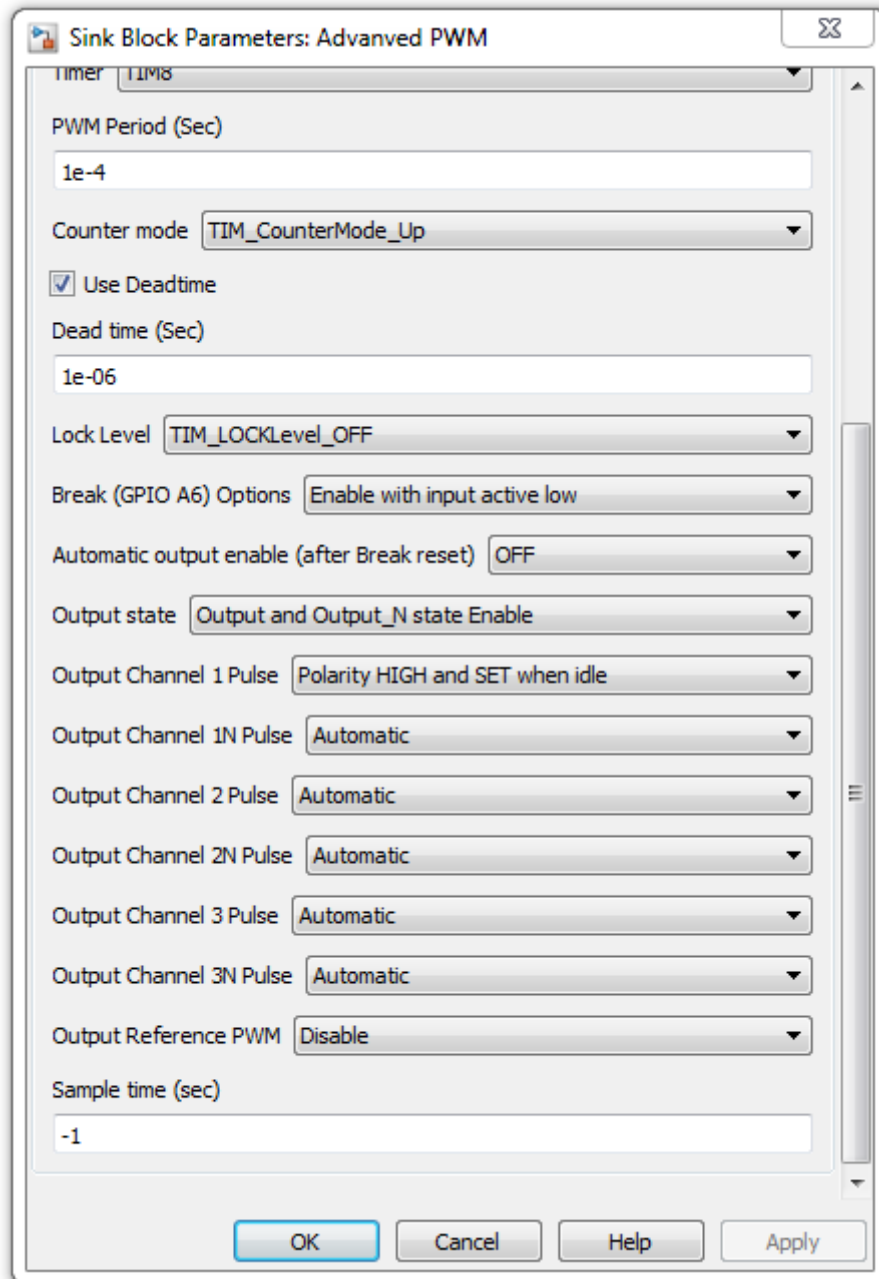 Sink Block Parameters: Advanved PWM
Timer TIM8
PWM Period (Sec)
1e-4
Counter mode TIM_CounterMode_Up
Use Deadtime
Dead time (Sec)
1e-06
Lock Level TIM_LOCKLevel_OFF
Break (GPIO A6) Options Enable with input active low
Automatic output enable (after Break reset) OFF
Output state Output and Output_N state Enable
Output Channel 1 Pulse Polarity HIGH and SET when idle
Output Channel 1N Pulse Automatic
Output Channel 2 Pulse Automatic
Output Channel 2N Pulse Automatic
Output Channel 3 Pulse Automatic
Output Channel 3N Pulse Automatic
Output Reference PWM Disable
Sample time (sec)
-1
OK Cancel Help Apply